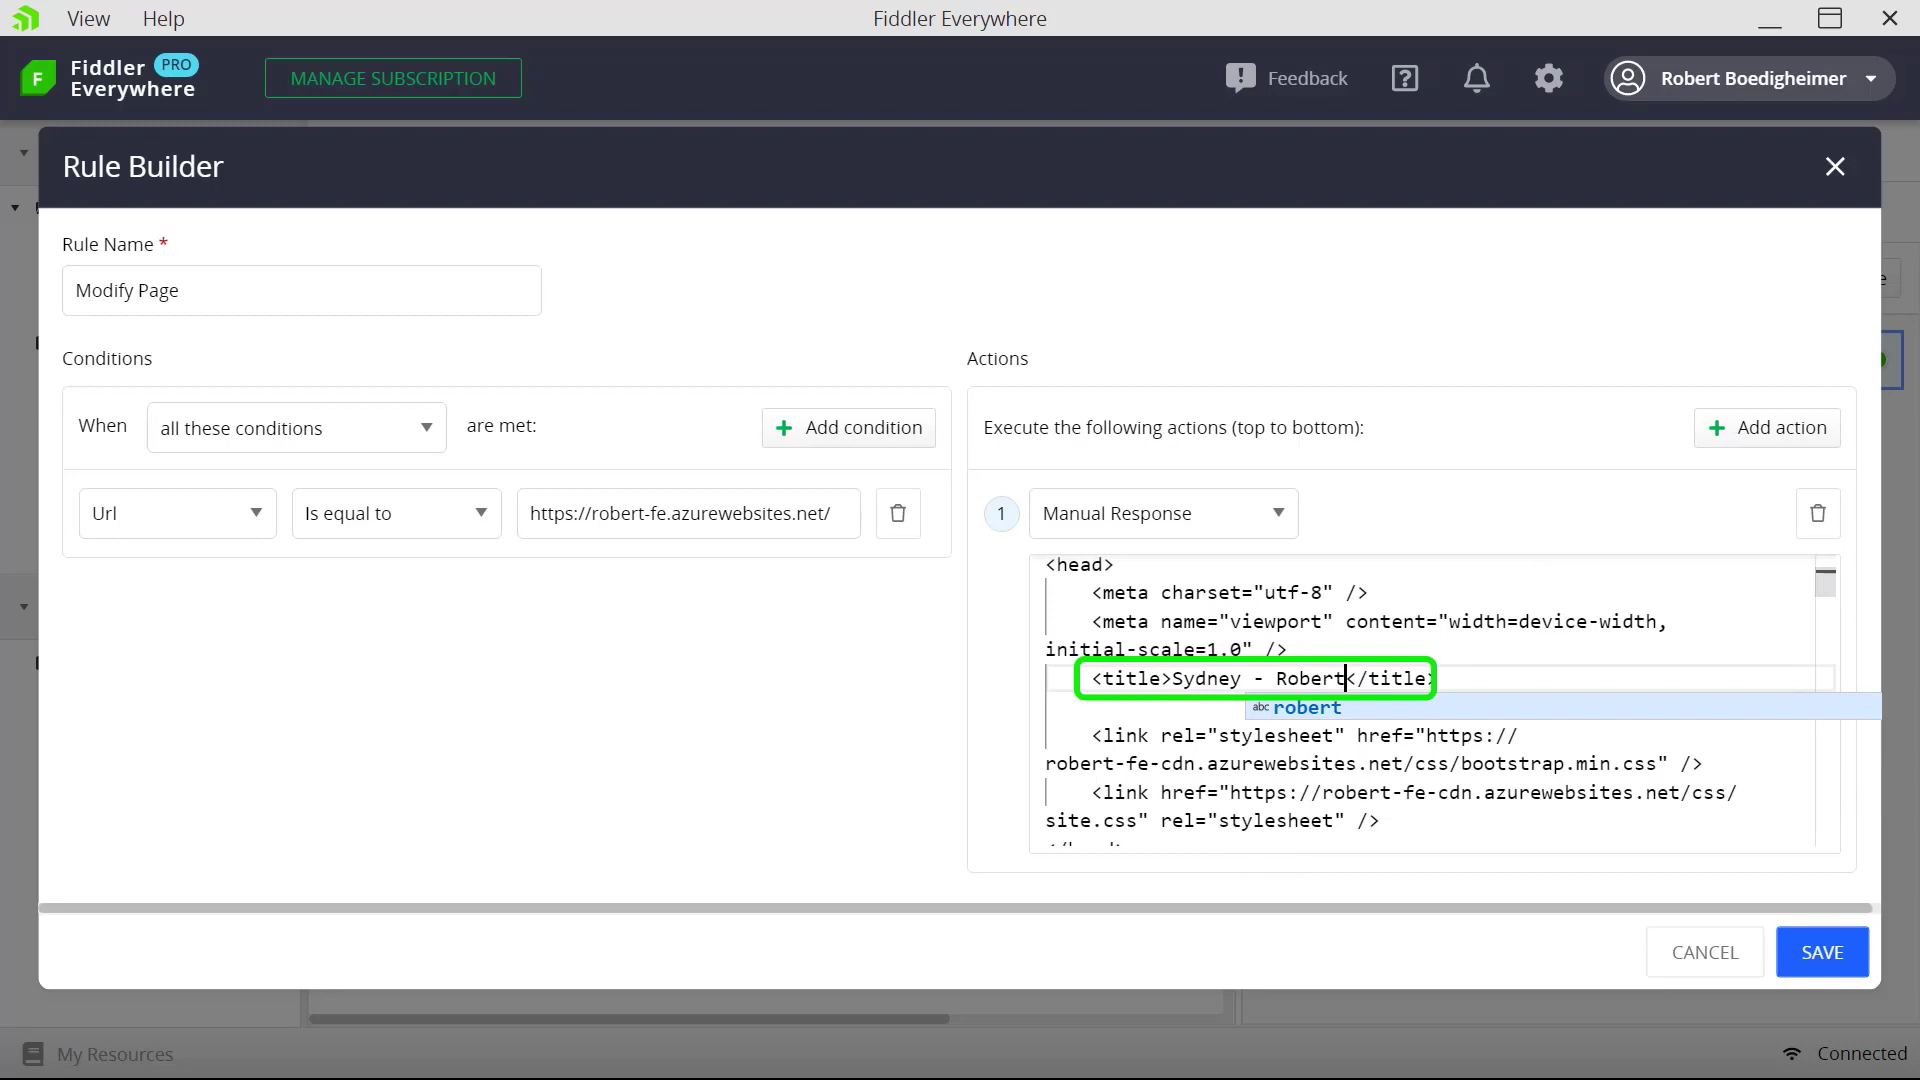 View Help Fiddler Everywhere
Fiddler PRO
Everywhere
MANAGE SUBSCRIPTION
Feedback
Robert Boedigheimer
Rule Builder
Rule Name *
Modify Page
Conditions
When all these conditions are met: + Add condition
Url Is equal to https://robert-fe.azurewebsites.net/
Actions
Execute the following actions (top to bottom): + Add action
1 Manual Response
<head>
<meta charset="utf-8" />
<meta name="viewport" content="width=device-width,
initial-scale=1.0" />
<title>Sydney - Robert</title>
abc robert
<link rel="stylesheet" href="https://
robert-fe-cdn.azurewebsites.net/css/bootstrap.min.css" />
<link href="https://robert-fe-cdn.azurewebsites.net/css/
site.css" rel="stylesheet" />
CANCEL SAVE
My Resources
Connected